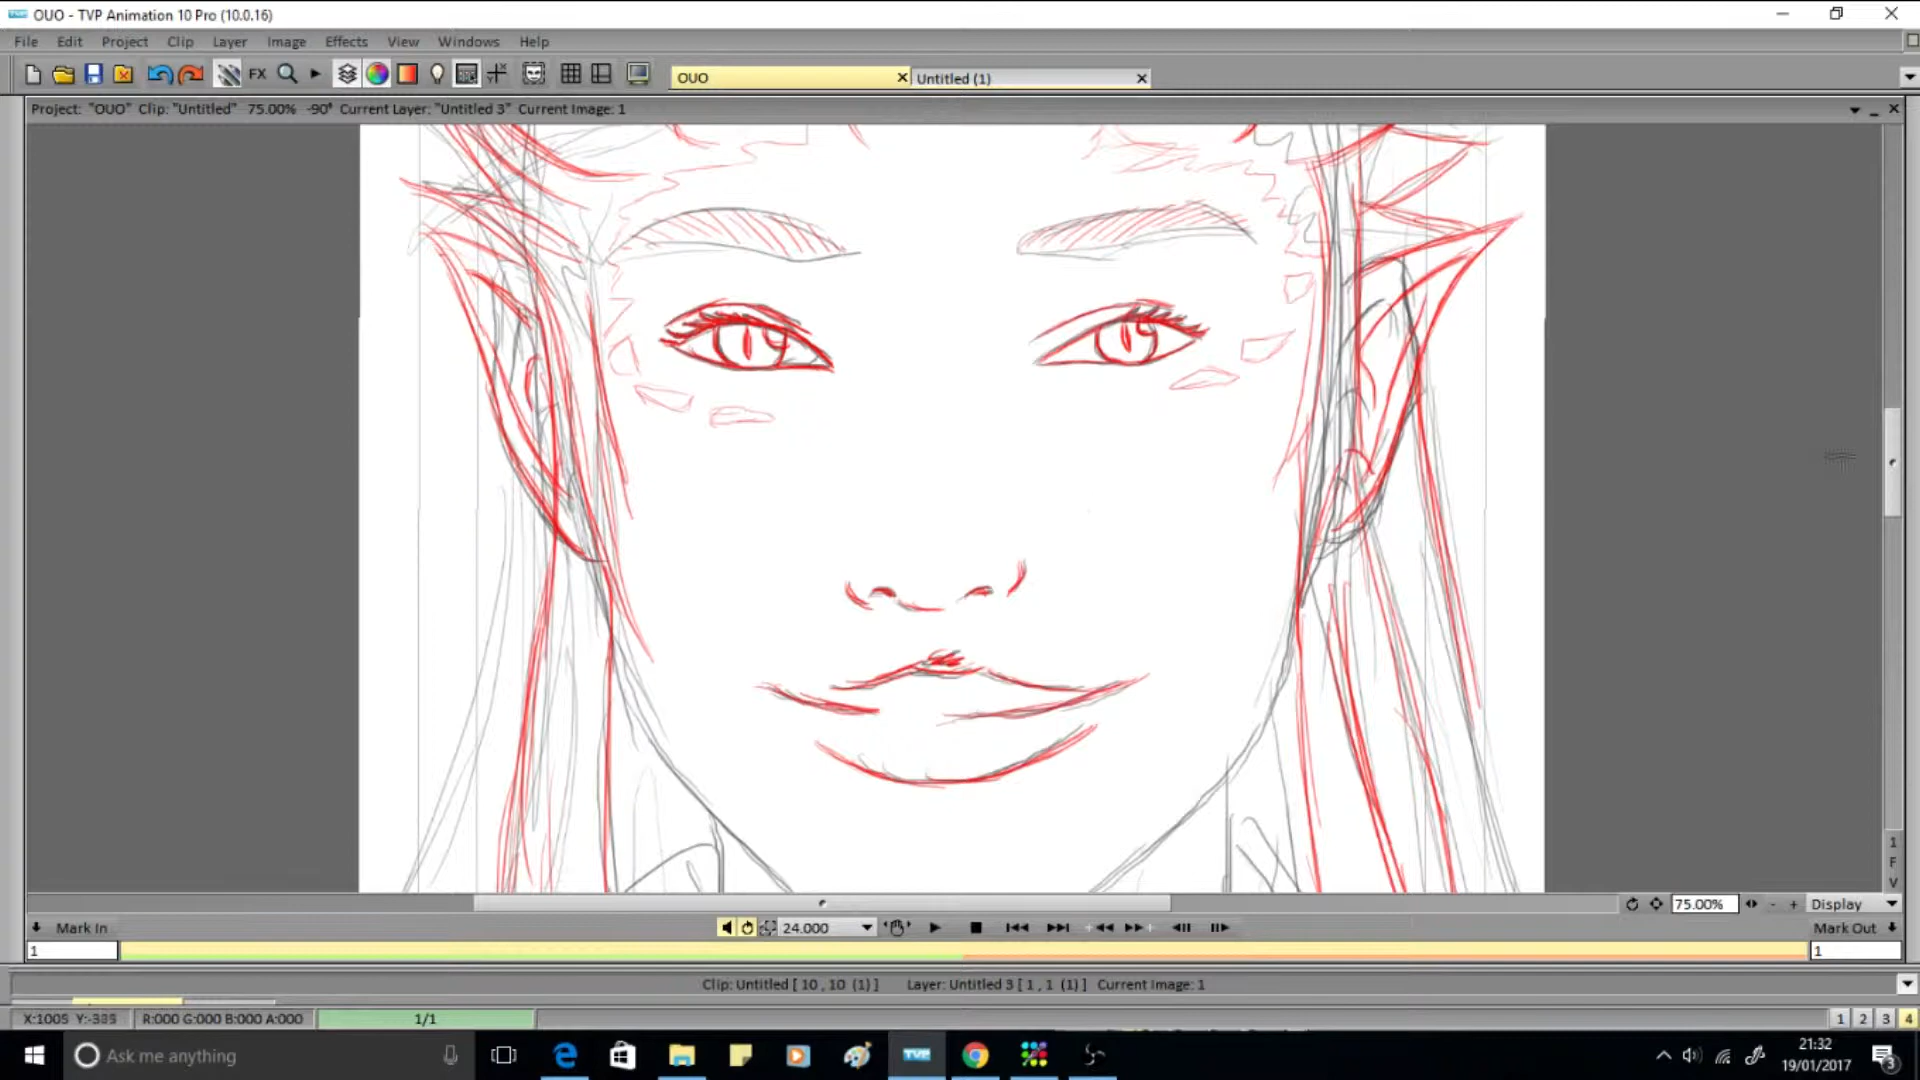 OUO - TVP Animation 10 Pro (10.0.16)
File Edit Project Clip Layer Image Effects View Windows Help
FX OUO Untitled (1)
Project: "OUO" Clip: "Untitled" 75.00% -90° Current Layer: "Untitled 3" Current Image: 1
1
F
V
75.00% - + Display
Mark In 24.000 Mark Out
1 1
Clip: Untitled [ 10 , 10 (1) ] Layer: Untitled 3 [ 1 , 1 (1) ] Current Image: 1
R:000 G:000 B:000 A:000 1/1 1 2 3 4
Ask me anything TVP 21:32
19/01/2017 3